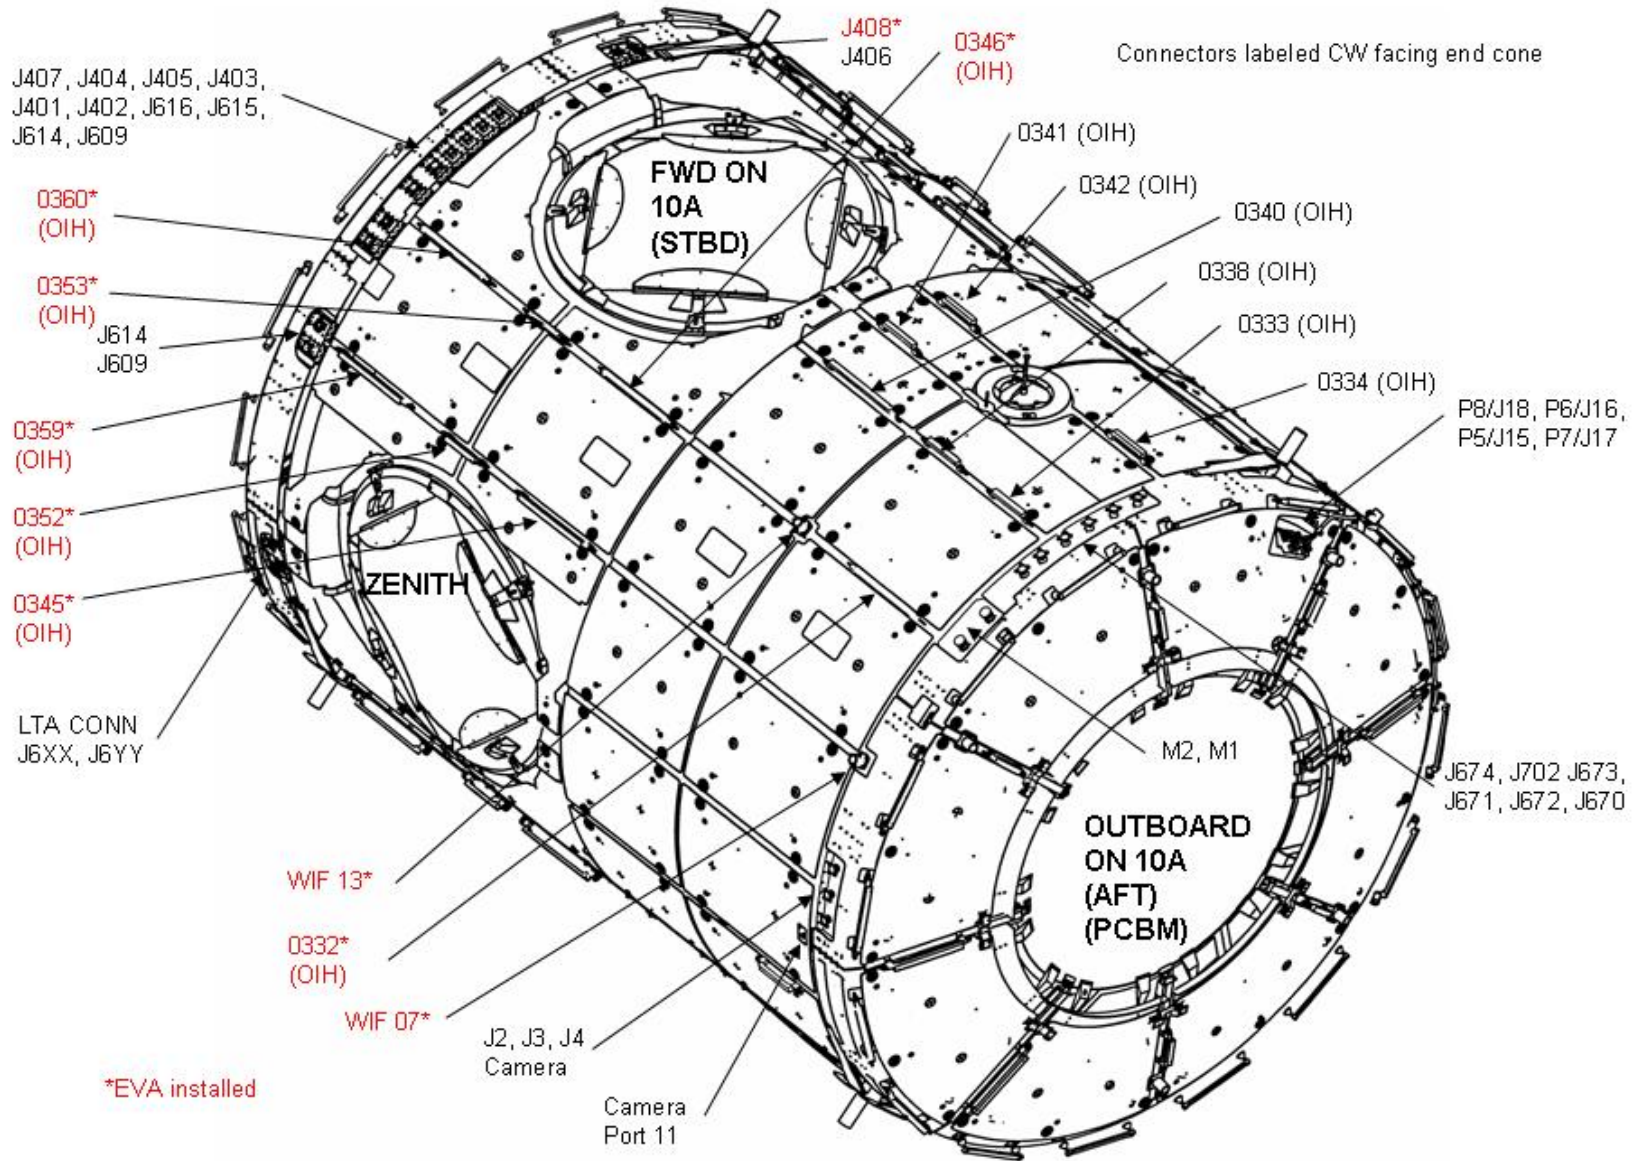 J408*
J406
0346*
(OIH)
Connectors labeled CW facing end cone
J407, J404, J405, J403,
J401, J402, J616, J615,
J614, J609
0341 (OIH)
FWD ON
10A
(STBD)
0342 (OIH)
0360*
(OIH)
0340 (OIH)
0338 (OIH)
0353*
(OIH)
J614
J609
0333 (OIH)
0334 (OIH)
P8/J18, P6/J16,
P5/J15, P7/J17
0359*
(OIH)
0352*
(OIH)
ZENITH
0345*
(OIH)
LTA CONN
J6XX, J6YY
M2, M1
J674, J702 J673,
J671, J672, J670
OUTBOARD
ON 10A
(AFT)
(PCBM)
WIF 13*
0332*
(OIH)
WIF 07*
J2, J3, J4
Camera
*EVA installed
Camera
Port 11